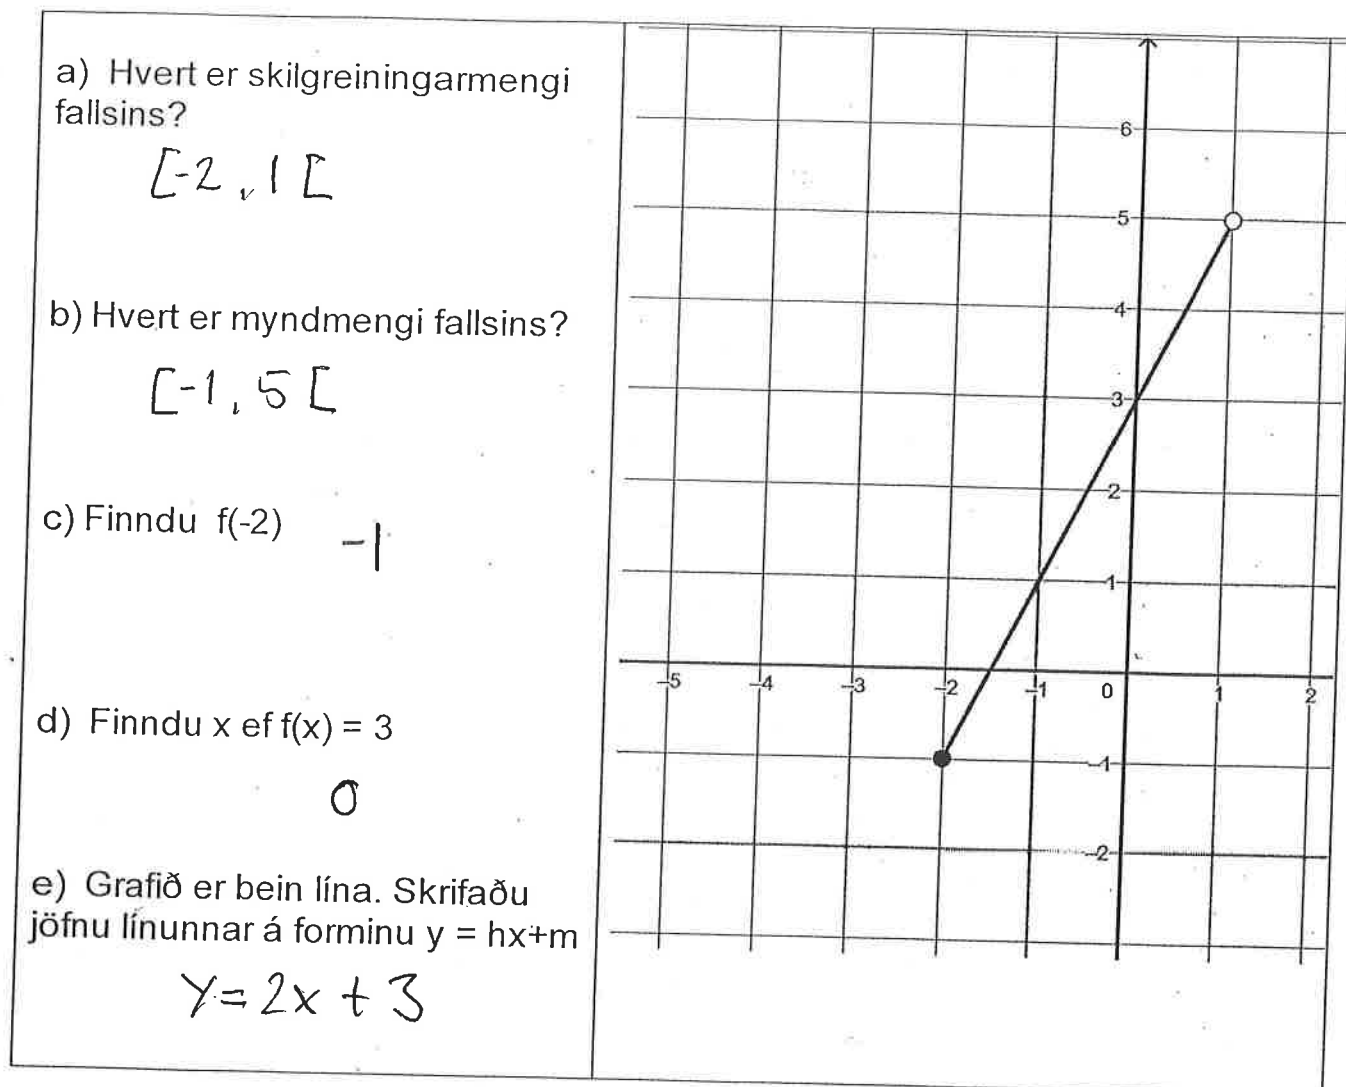 a) Hvert er skilgreiningarmengi
fallsins?
[-2, 1[
b) Hvert er myndmengi fallsins?
[-1, 5[
c) Finndu f(-2) -1
d) Finndu x ef f(x) = 3
0
e) Grafið er bein lína. Skrifaðu
jöfnu línunnar á forminu y = hx+m
y = 2x + 3
6
5
4
3
2
1
-5 -4 -3 -2 -1 0 1 2
-1
-2